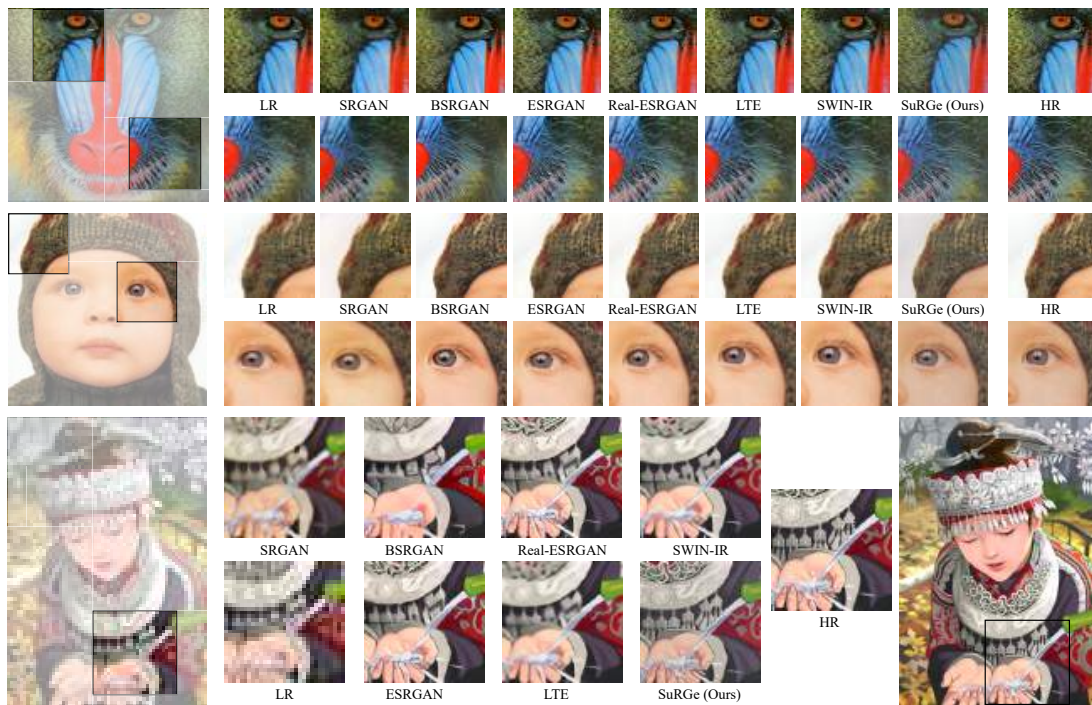 LR SRGAN BSRGAN ESRGAN Real-ESRGAN LTE SWIN-IR SuRGe (Ours) HR
LR SRGAN BSRGAN ESRGAN Real-ESRGAN LTE SWIN-IR SuRGe (Ours) HR
SRGAN BSRGAN Real-ESRGAN SWIN-IR
HR
LR ESRGAN LTE SuRGe (Ours)